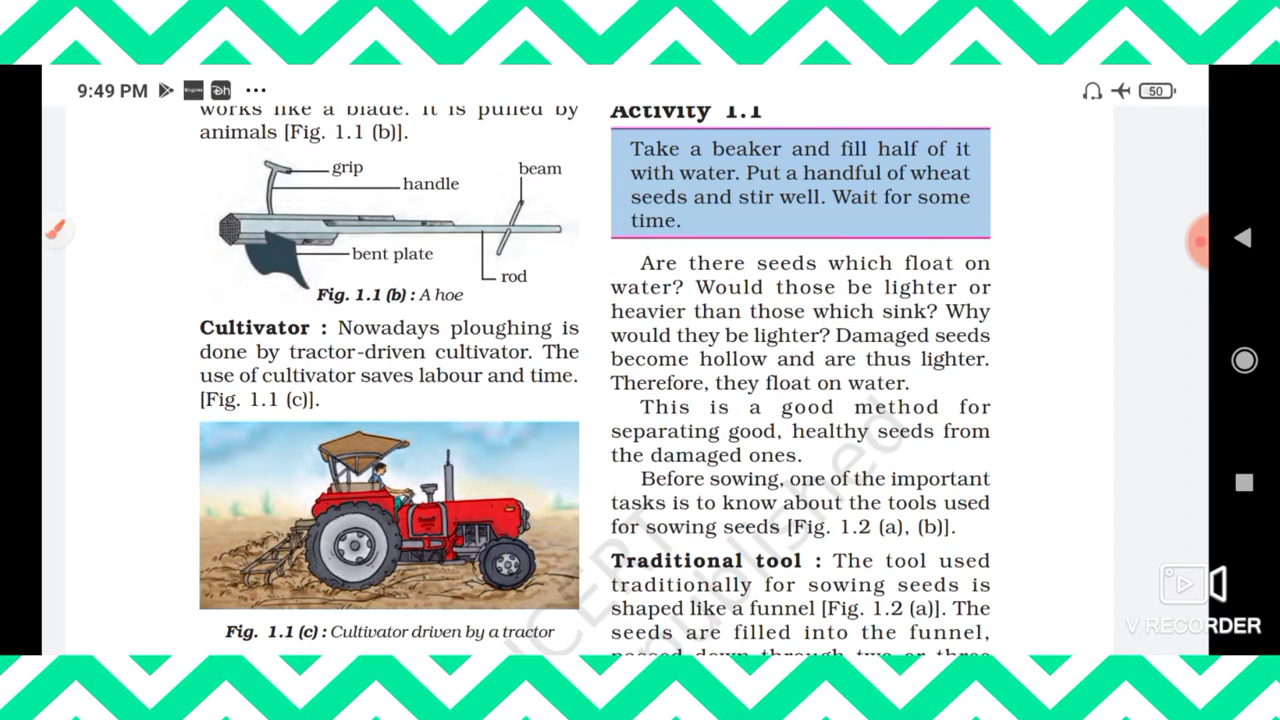 9:49 PM
50
works like a blade. It is pulled by
animals [Fig. 1.1 (b)].
grip
handle
beam
bent plate
rod
Fig. 1.1 (b) : A hoe
Cultivator : Nowadays ploughing is
done by tractor-driven cultivator. The
use of cultivator saves labour and time.
[Fig. 1.1 (c)].
Fig. 1.1 (c) : Cultivator driven by a tractor
Activity 1.1
Take a beaker and fill half of it
with water. Put a handful of wheat
seeds and stir well. Wait for some
time.
Are there seeds which float on
water? Would those be lighter or
heavier than those which sink? Why
would they be lighter? Damaged seeds
become hollow and are thus lighter.
Therefore, they float on water.
This is a good method for
separating good, healthy seeds from
the damaged ones.
Before sowing, one of the important
tasks is to know about the tools used
for sowing seeds [Fig. 1.2 (a), (b)].
Traditional tool : The tool used
traditionally for sowing seeds is
shaped like a funnel [Fig. 1.2 (a)]. The
seeds are filled into the funnel,
passed down through two or three
published
V RECORDER